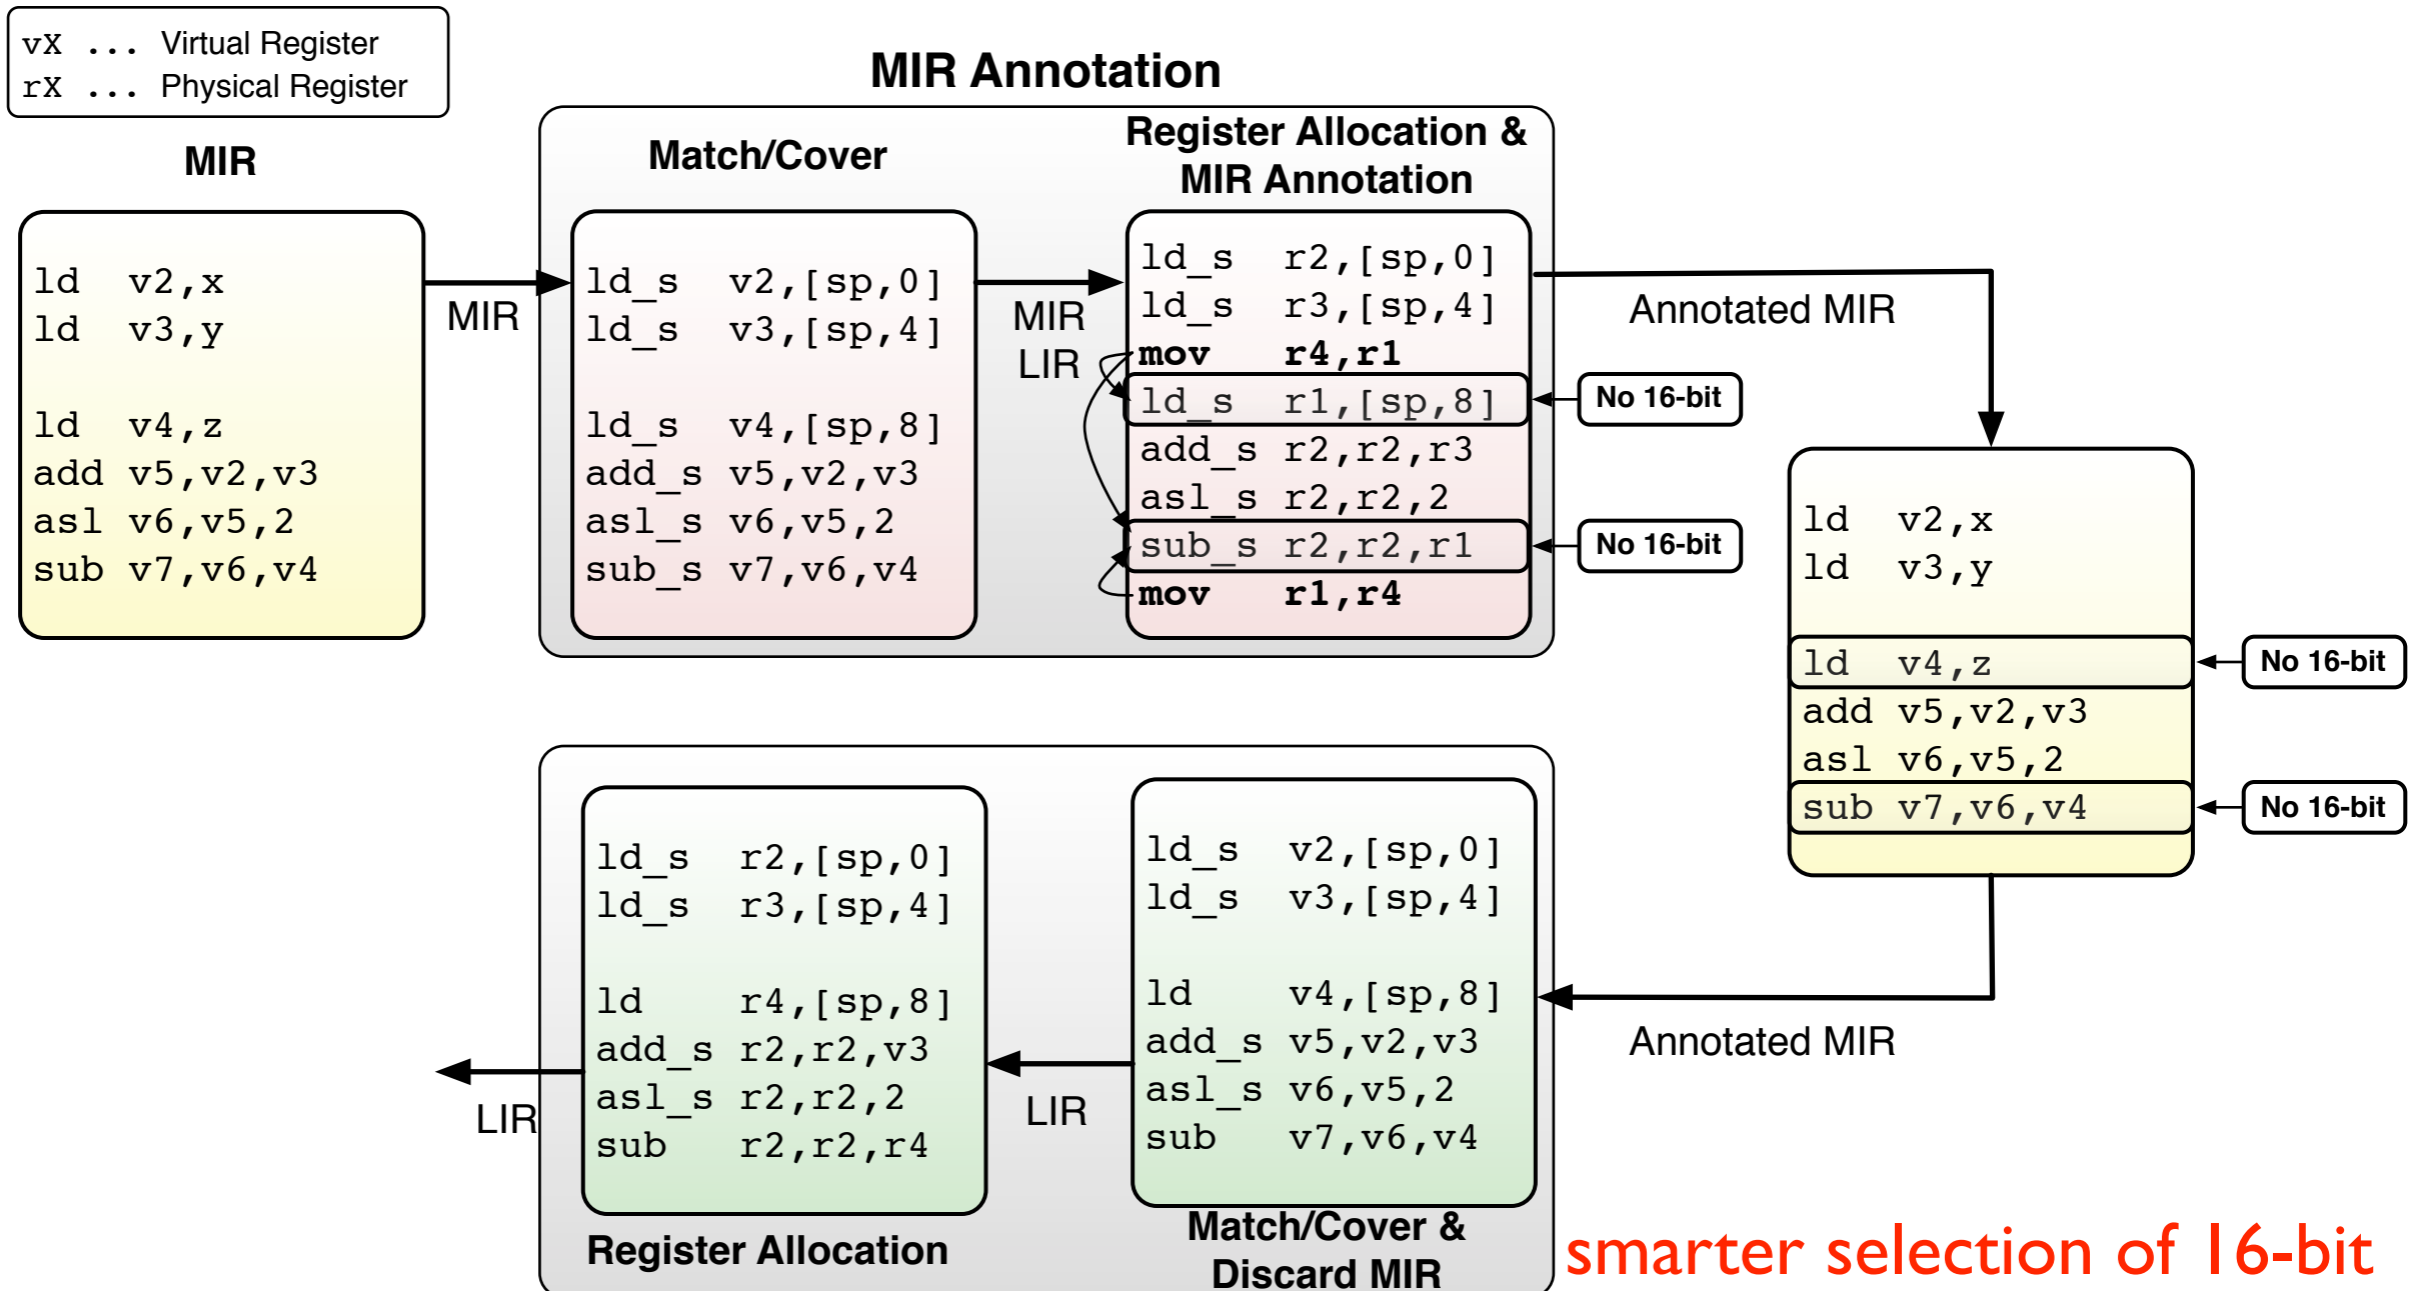 vX ... Virtual Register
rX ... Physical Register
MIR Annotation
MIR
ld v2,x
ld v3,y
ld v4,z
add v5,v2,v3
asl v6,v5,2
sub v7,v6,v4
MIR
Match/Cover
ld_s v2,[sp,0]
ld_s v3,[sp,4]
ld_s v4,[sp,8]
add_s v5,v2,v3
asl_s v6,v5,2
sub_s v7,v6,v4
MIR
LIR
Register Allocation &
MIR Annotation
ld_s r2,[sp,0]
ld_s r3,[sp,4]
mov r4,r1
ld_s r1,[sp,8]
add_s r2,r2,r3
asl_s r2,r2,2
sub_s r2,r2,r1
mov r1,r4
No 16-bit
No 16-bit
Annotated MIR
ld v2,x
ld v3,y
ld v4,z
add v5,v2,v3
asl v6,v5,2
sub v7,v6,v4
No 16-bit
No 16-bit
Annotated MIR
ld_s v2,[sp,0]
ld_s v3,[sp,4]
ld v4,[sp,8]
add_s v5,v2,v3
asl_s v6,v5,2
sub v7,v6,v4
Match/Cover &
Discard MIR
LIR
ld_s r2,[sp,0]
ld_s r3,[sp,4]
ld r4,[sp,8]
add_s r2,r2,v3
asl_s r2,r2,2
sub r2,r2,r4
Register Allocation
LIR
smarter selection of 16-bit